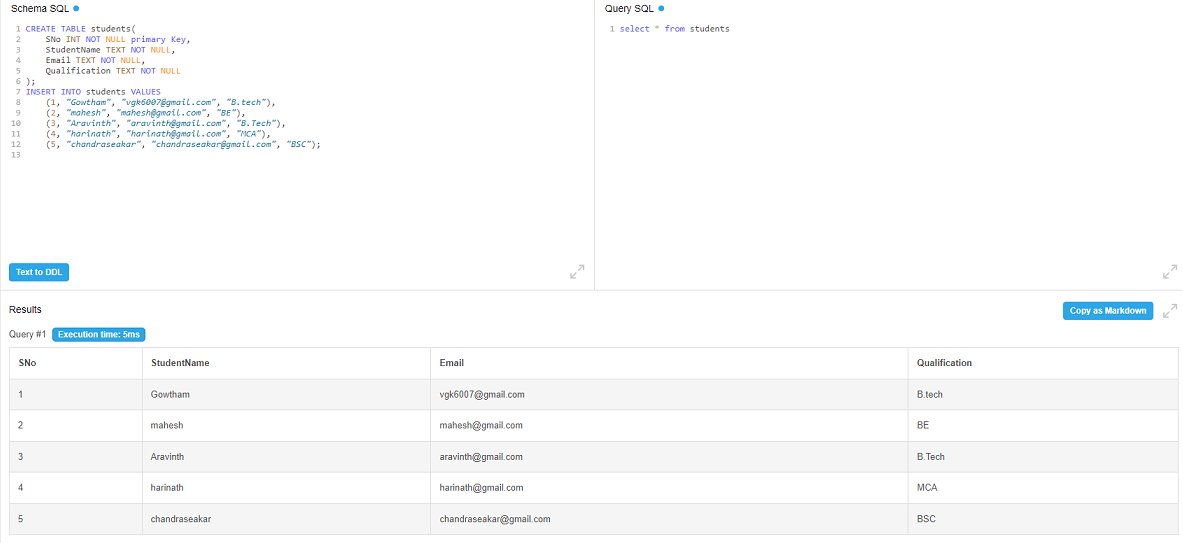 Schema SQL
1 CREATE TABLE students(
2 SNo INT NOT NULL primary Key,
3 StudentName TEXT NOT NULL,
4 Email TEXT NOT NULL,
5 Qualification TEXT NOT NULL
6 );
7 INSERT INTO students VALUES
8 (1, "Gowtham", "vgk6007@gmail.com", "B.tech"),
9 (2, "mahesh", "mahesh@gmail.com", "BE"),
10 (3, "Aravinth", "aravinth@gmail.com", "B.Tech"),
11 (4, "harinath", "harinath@gmail.com", "MCA"),
12 (5, "chandraseakar", "chandraseakar@gmail.com", "BSC");
13
Text to DDL
Query SQL
1 select * from students
Results
Copy as Markdown
Query #1 Execution time: 5ms
SNo StudentName Email Qualification
1 Gowtham vgk6007@gmail.com B.tech
2 mahesh mahesh@gmail.com BE
3 Aravinth aravinth@gmail.com B.Tech
4 harinath harinath@gmail.com MCA
5 chandraseakar chandraseakar@gmail.com BSC